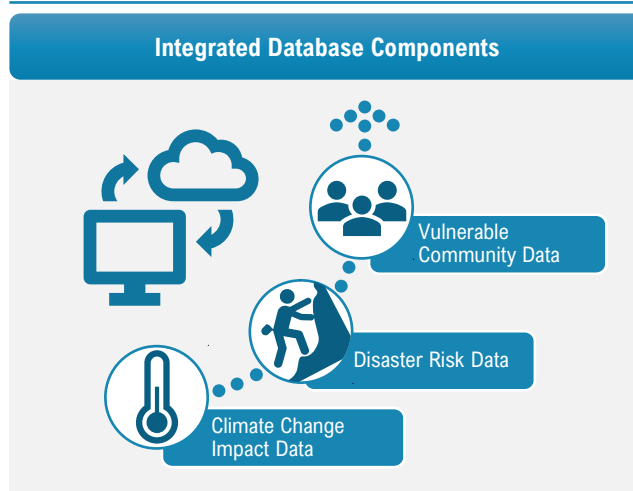 Integrated Database Components
Vulnerable
Community Data
Disaster Risk Data
Climate Change
Impact Data